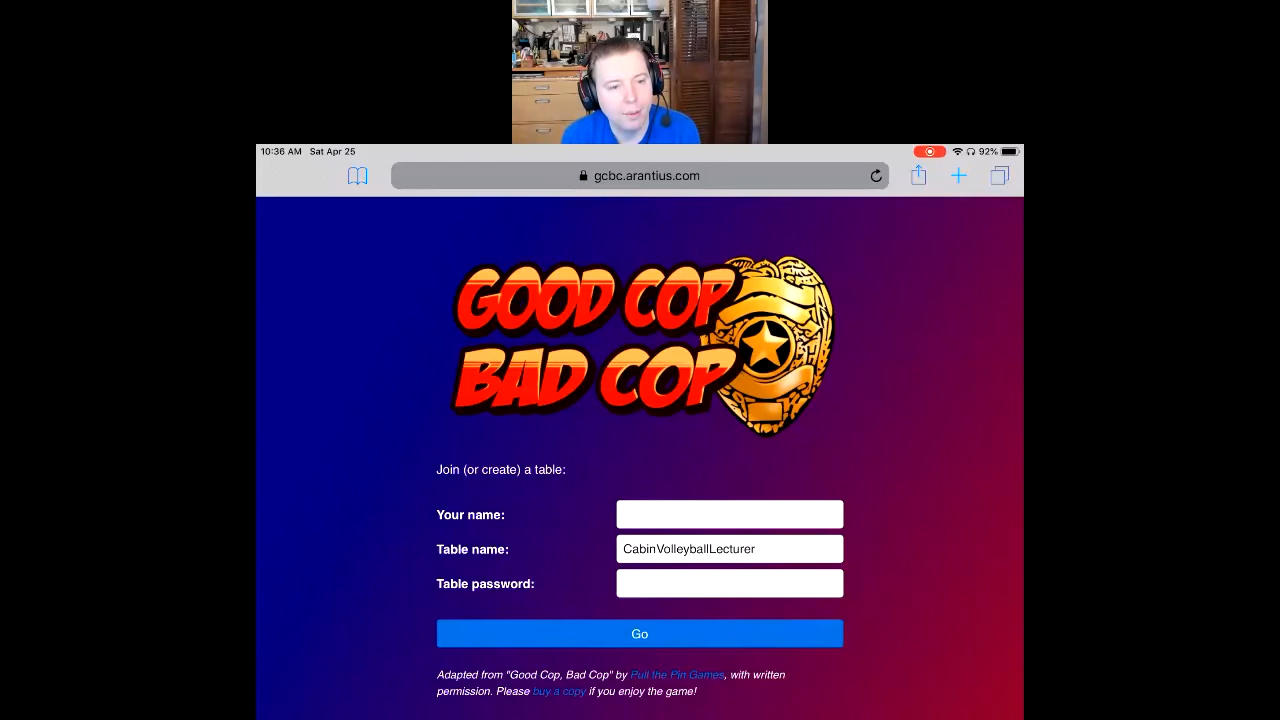 10:36 AM Sat Apr 25
92%
gcbc.arantius.com
GOOD COP
BAD COP
Join (or create) a table:
Your name:
Table name: CabinVolleyballLecturer
Table password:
Go
Adapted from "Good Cop, Bad Cop" by Pull the Pin Games, with written
permission. Please buy a copy if you enjoy the game!